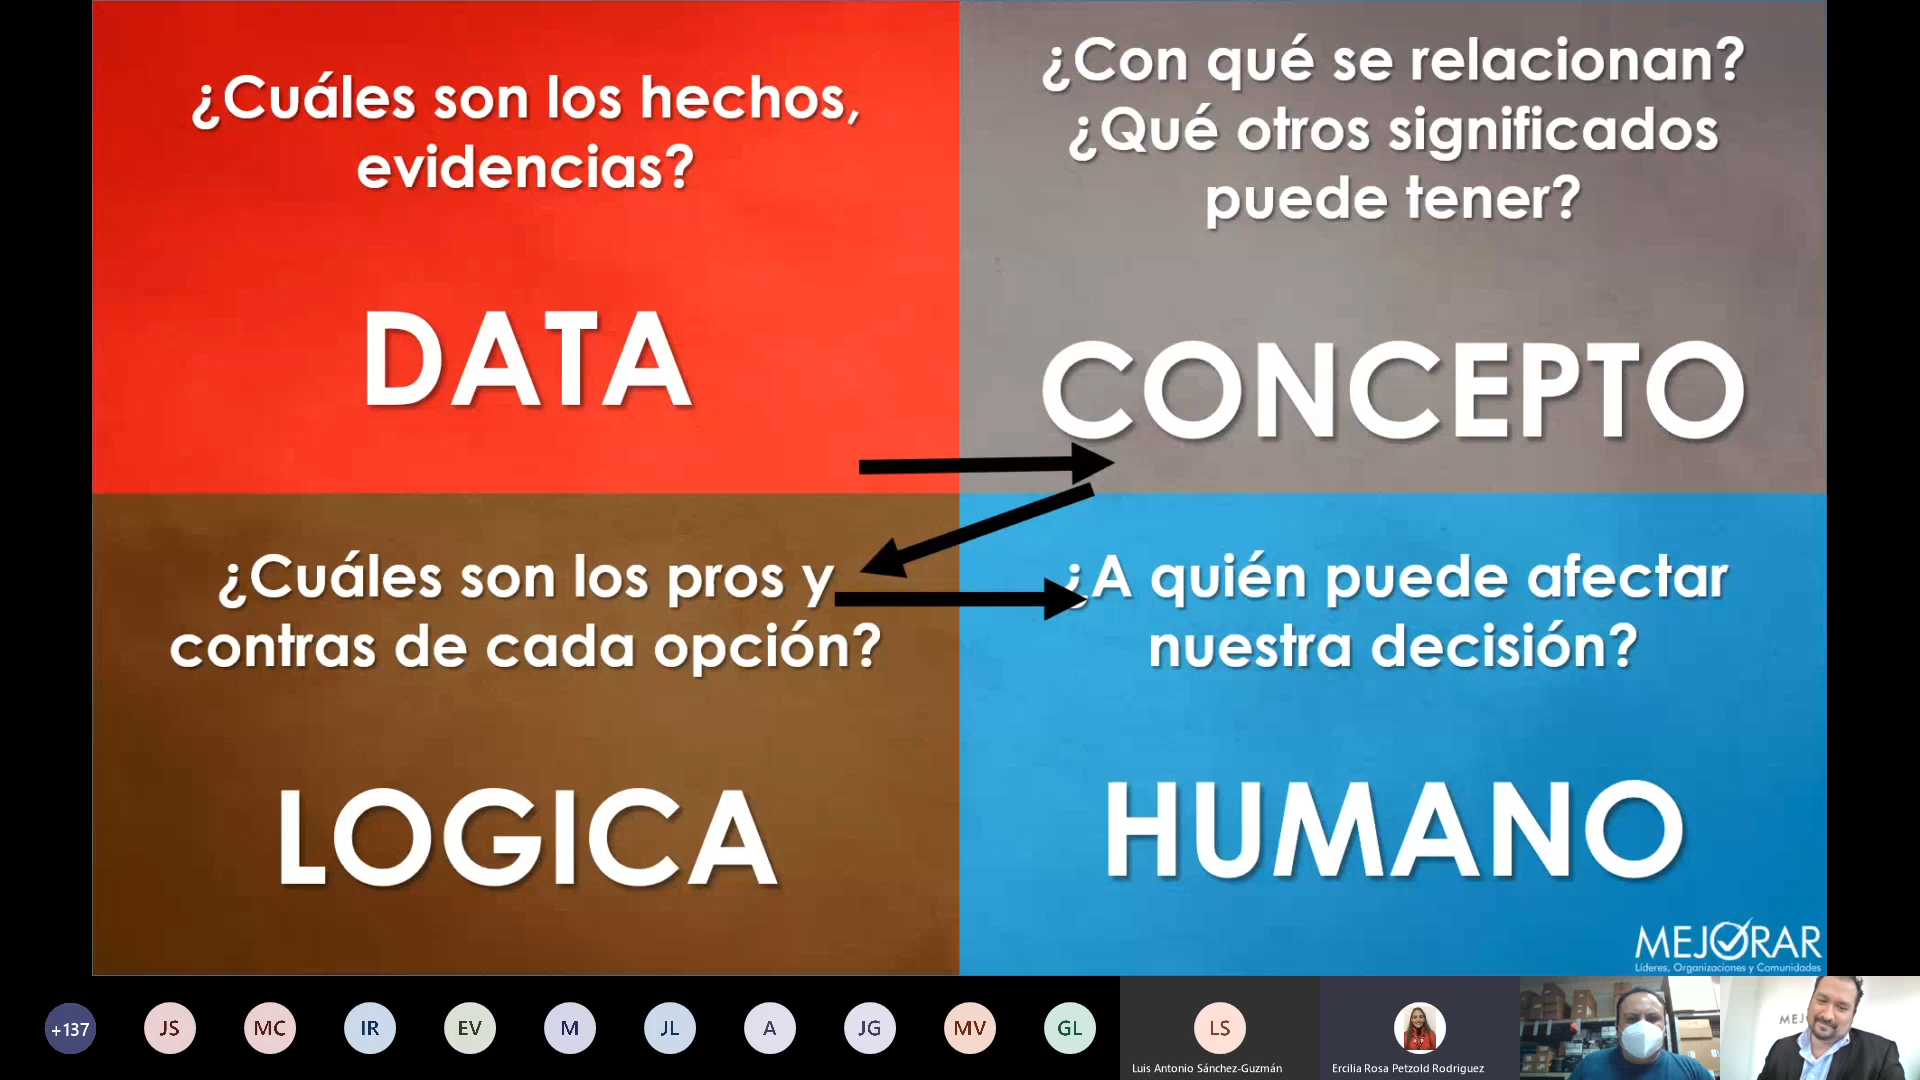 ¿Cuáles son los hechos,
evidencias?
DATA
¿Con qué se relacionan?
¿Qué otros significados
puede tener?
CONCEPTO
¿Cuáles son los pros y
contras de cada opción?
LOGICA
¿A quién puede afectar
nuestra decisión?
HUMANO
MEJORAR
Líderes, Organizaciones y Comunidades
+137
JS
MC
IR
EV
M
JL
A
JG
MV
GL
LS
Luis Antonio Sánchez-Guzmán
Ercilia Rosa Petzold Rodriguez
MEJ